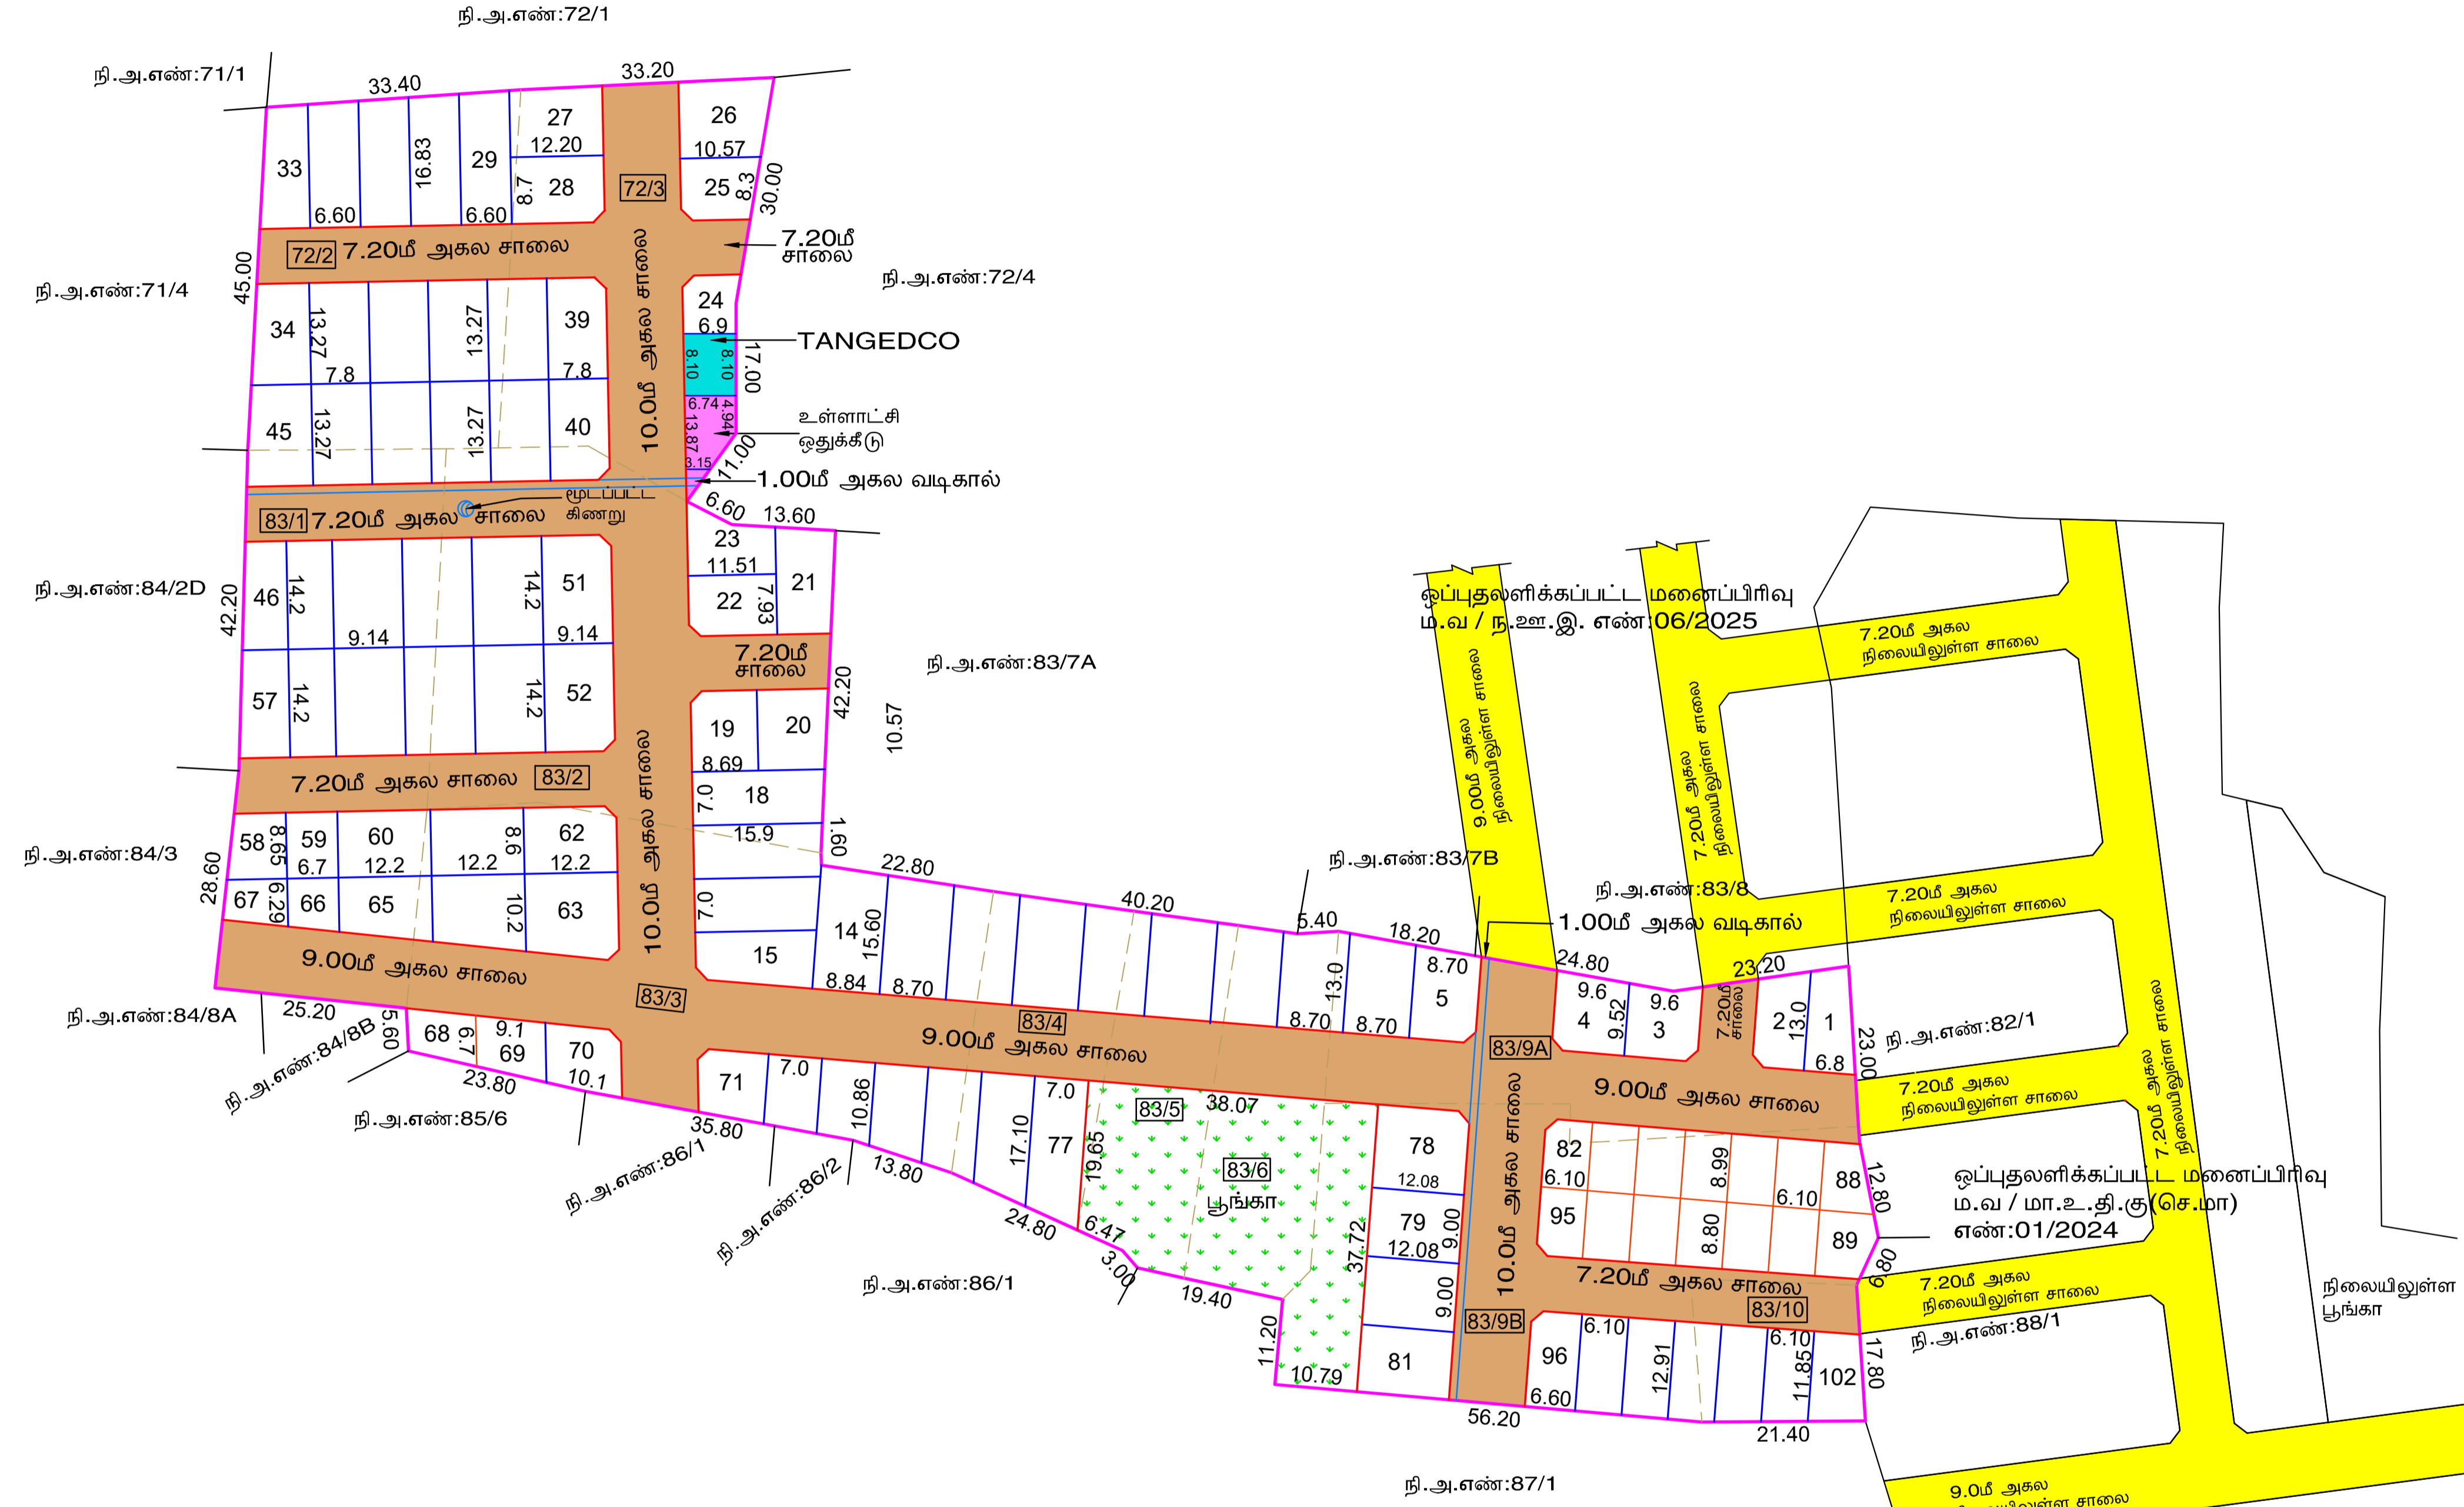 நி.அ.எண்:72/1
நி.அ.எண்:71/1
33.40
33.20
27
12.20
26
10.57
33
16.83
29
8.7
28
72/3
25
8.3
30.00
6.60
6.60
72/2
7.20மீ அகல சாலை
7.20மீ
சாலை
45.00
நி.அ.எண்:71/4
நி.அ.எண்:72/4
10.0மீ அகல சாலை
24
6.9
34
13.27
13.27
39
TANGEDCO
7.8
7.8
8.10
8.10
17.00
6.74
4.94
13.87
3.15
11.00
45
13.27
13.27
40
உள்ளாட்சி
ஒதுக்கீடு
1.00மீ அகல வடிகால்
மூடப்பட்ட
கிணறு
83/1
7.20மீ அகல சாலை
6.60
13.60
23
11.51
21
22
7.93
நி.அ.எண்:84/2D
42.20
46
14.2
14.2
51
9.14
9.14
57
14.2
14.2
52
7.20மீ
சாலை
42.20
நி.அ.எண்:83/7A
10.57
19
20
8.69
7.0
18
15.9
1.60
7.0
15
7.20மீ அகல சாலை
83/2
10.0மீ அகல சாலை
நி.அ.எண்:84/3
28.60
58
8.65
59
6.7
60
12.2
12.2
8.6
62
12.2
67
6.29
66
65
10.2
63
9.00மீ அகல சாலை
83/3
நி.அ.எண்:84/8A
25.20
நி.அ.எண்:84/8B
5.60
68
6.7
9.1
69
70
10.1
23.80
நி.அ.எண்:85/6
22.80
40.20
5.40
18.20
நி.அ.எண்:83/7B
நி.அ.எண்:83/8
1.00மீ அகல வடிகால்
14
15.60
8.84
8.70
8.70
13.0
8.70
8.70
5
83/4
9.00மீ அகல சாலை
71
7.0
10.86
35.80
நி.அ.எண்:86/1
நி.அ.எண்:86/2
13.80
17.10
7.0
77
19.65
24.80
6.47
3.00
நி.அ.எண்:86/1
83/5
38.07
83/6
பூங்கா
19.40
11.20
10.79
37.72
78
12.08
79
12.08
9.00
9.00
81
83/9A
10.0மீ அகல சாலை
83/9B
56.20
நி.அ.எண்:87/1
24.80
23.20
9.6
4
9.52
9.6
3
7.20மீ
சாலை
2
13.0
1
6.8
23.00
நி.அ.எண்:82/1
9.00மீ அகல சாலை
82
6.10
8.99
6.10
88
12.80
95
8.80
89
9.80
7.20மீ அகல சாலை
83/10
நி.அ.எண்:88/1
96
6.10
6.60
12.91
6.10
11.85
102
17.80
21.40
ஒப்புதலளிக்கப்பட்ட மனைப்பிரிவு
ம.வ / ந.ஊ.இ. எண்:06/2025
9.00மீ அகல
நிலையிலுள்ள சாலை
7.20மீ அகல
நிலையிலுள்ள சாலை
7.20மீ அகல
நிலையிலுள்ள சாலை
7.20மீ அகல
நிலையிலுள்ள சாலை
7.20மீ அகல
நிலையிலுள்ள சாலை
7.20மீ அகல
நிலையிலுள்ள சாலை
ஒப்புதலளிக்கப்பட்ட மனைப்பிரிவு
ம.வ / மா.உ.தி.கு(செ.மா)
எண்:01/2024
7.20மீ அகல
நிலையிலுள்ள சாலை
நிலையிலுள்ள
பூங்கா
9.0மீ அகல
சாலை